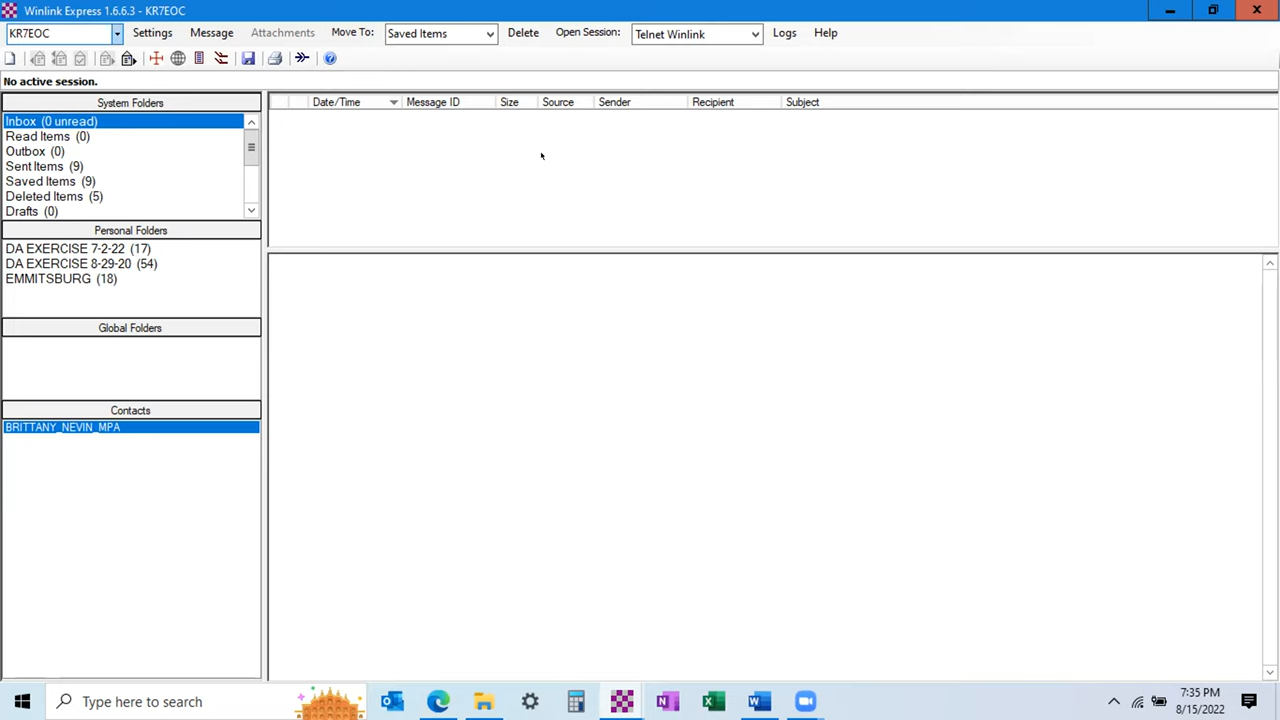 Winlink Express 1.6.6.3 - KR7EOC
KR7EOC Settings Message Attachments Move To: Saved Items Delete Open Session: Telnet Winlink Logs Help
No active session.
System Folders
Inbox (0 unread)
Read Items (0)
Outbox (0)
Sent Items (9)
Saved Items (9)
Deleted Items (5)
Drafts (0)
Personal Folders
DA EXERCISE 7-2-22 (17)
DA EXERCISE 8-29-20 (54)
EMMITSBURG (18)
Global Folders
Contacts
BRITTANY_NEVIN_MPA
Date/Time Message ID Size Source Sender Recipient Subject
Type here to search
7:35 PM
8/15/2022